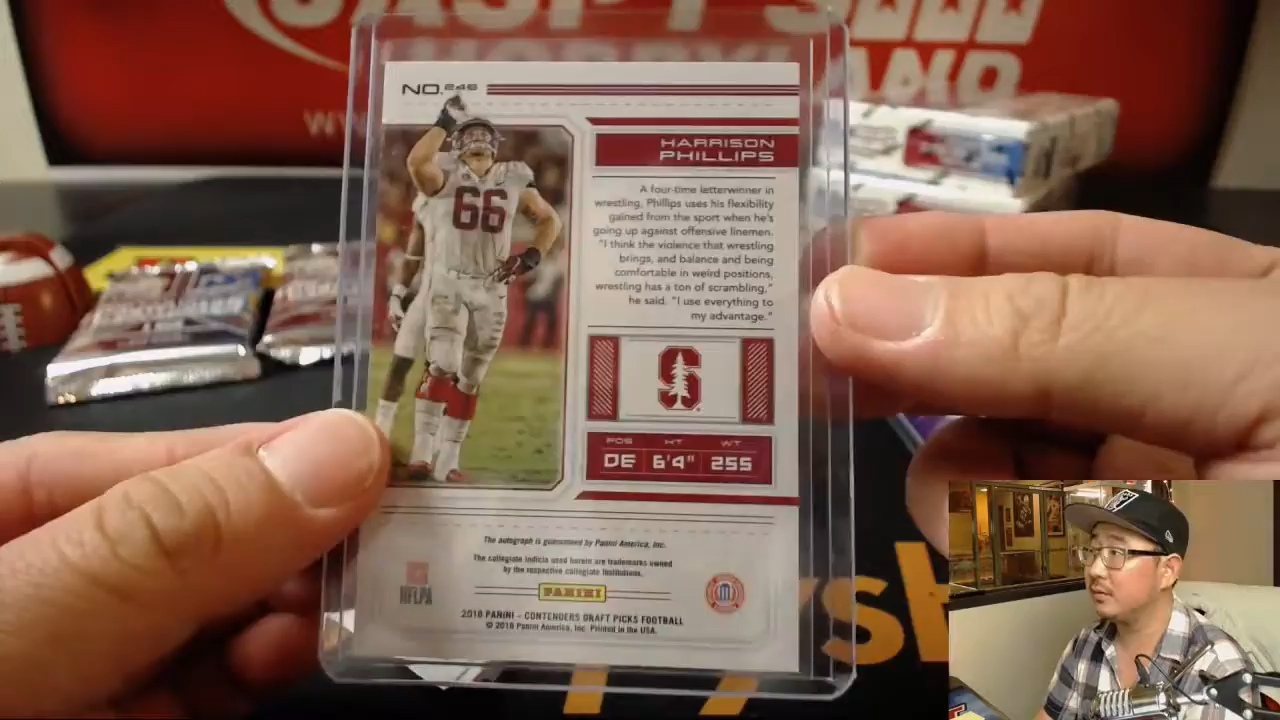 NO.246
HARRISON
PHILLIPS
66
A four-time letterwinner in
wrestling, Phillips uses his flexibility
gained from the sport when he's
going up against offensive linemen.
"I think the violence that wrestling
brings, and balance and being
comfortable in weird positions,
wrestling has a ton of scrambling,"
he said. "I use everything to
my advantage."
S
POS HT WT
DE 6'4" 255
The autograph is guaranteed by Panini America, Inc.
The collegiate indicia used herein are trademarks owned
by the respective collegiate institutions.
NFLPA
PANINI
2018 PANINI - CONTENDERS DRAFT PICKS FOOTBALL
© 2018 Panini America, Inc. Printed in the USA.